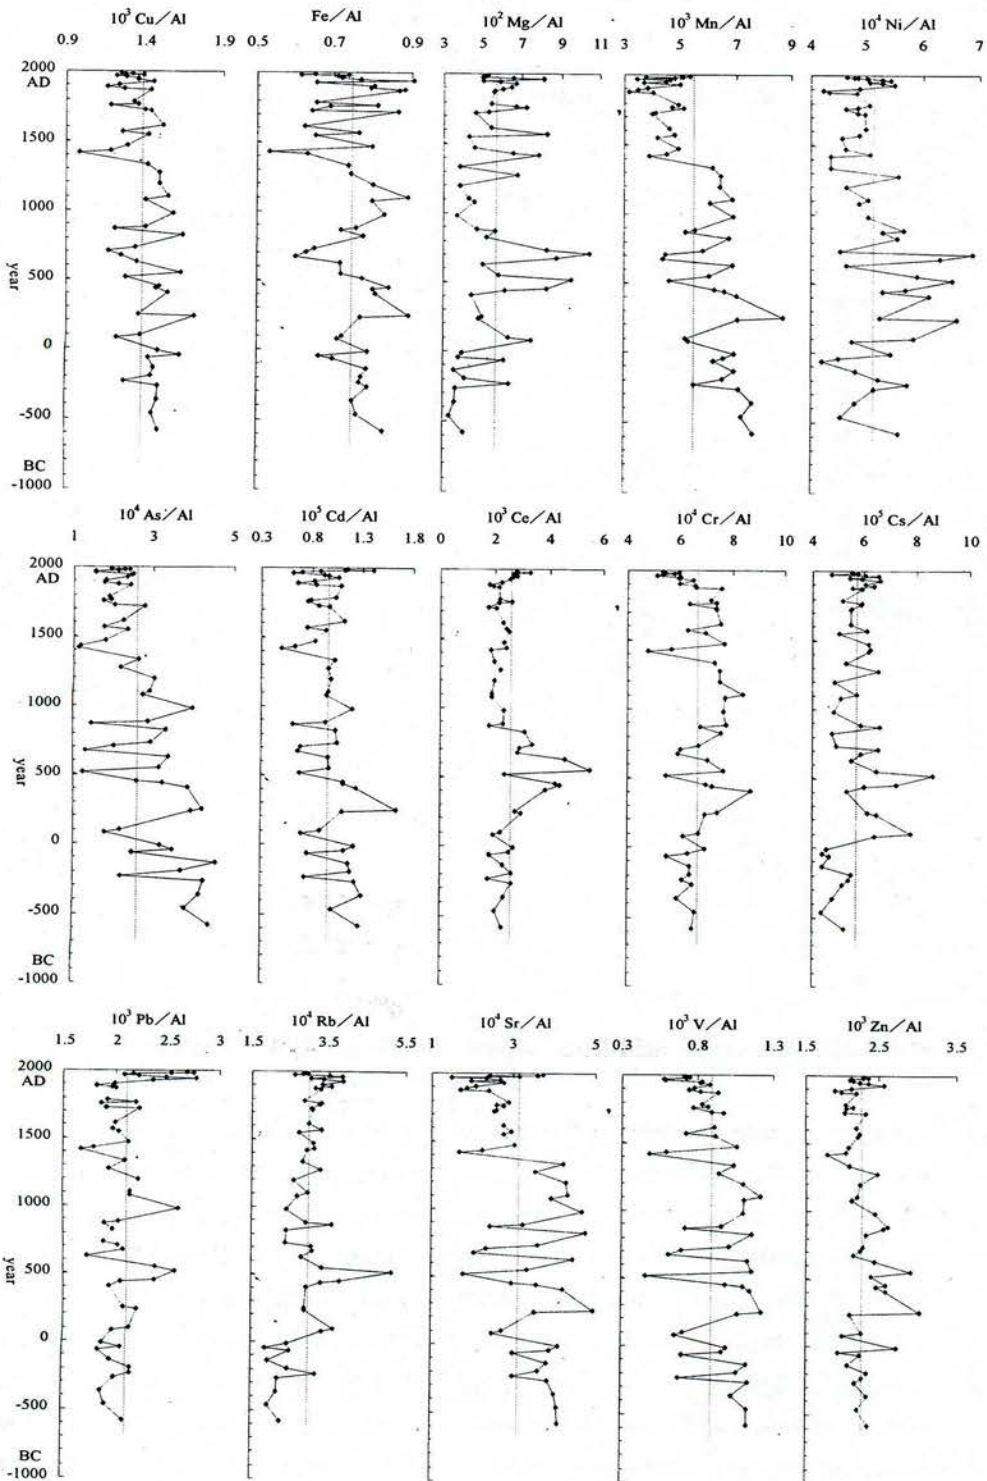 10³ Cu/Al Fe/Al 10² Mg/Al 10³ Mn/Al 10⁴ Ni/Al
0.9 1.4 1.9 0.5 0.7 0.9 3 5 7 9 11 3 5 7 9 4 5 6 7
2000
AD
1500
1000
500
year
0
-500
BC
-1000
10⁴ As/Al 10⁵ Cd/Al 10³ Ce/Al 10⁴ Cr/Al 10⁵ Cs/Al
1 3 5 0.3 0.8 1.3 1.8 0 2 4 6 4 6 8 10 4 6 8 10
2000
AD
1500
1000
500
year
0
-500
BC
-1000
10³ Pb/Al 10⁴ Rb/Al 10⁴ Sr/Al 10³ V/Al 10³ Zn/Al
1.5 2 2.5 3 1.5 3.5 5.5 1 3 5 0.3 0.8 1.3 1.5 2.5 3.5
2000
AD
1500
1000
500
year
0
-500
BC
-1000